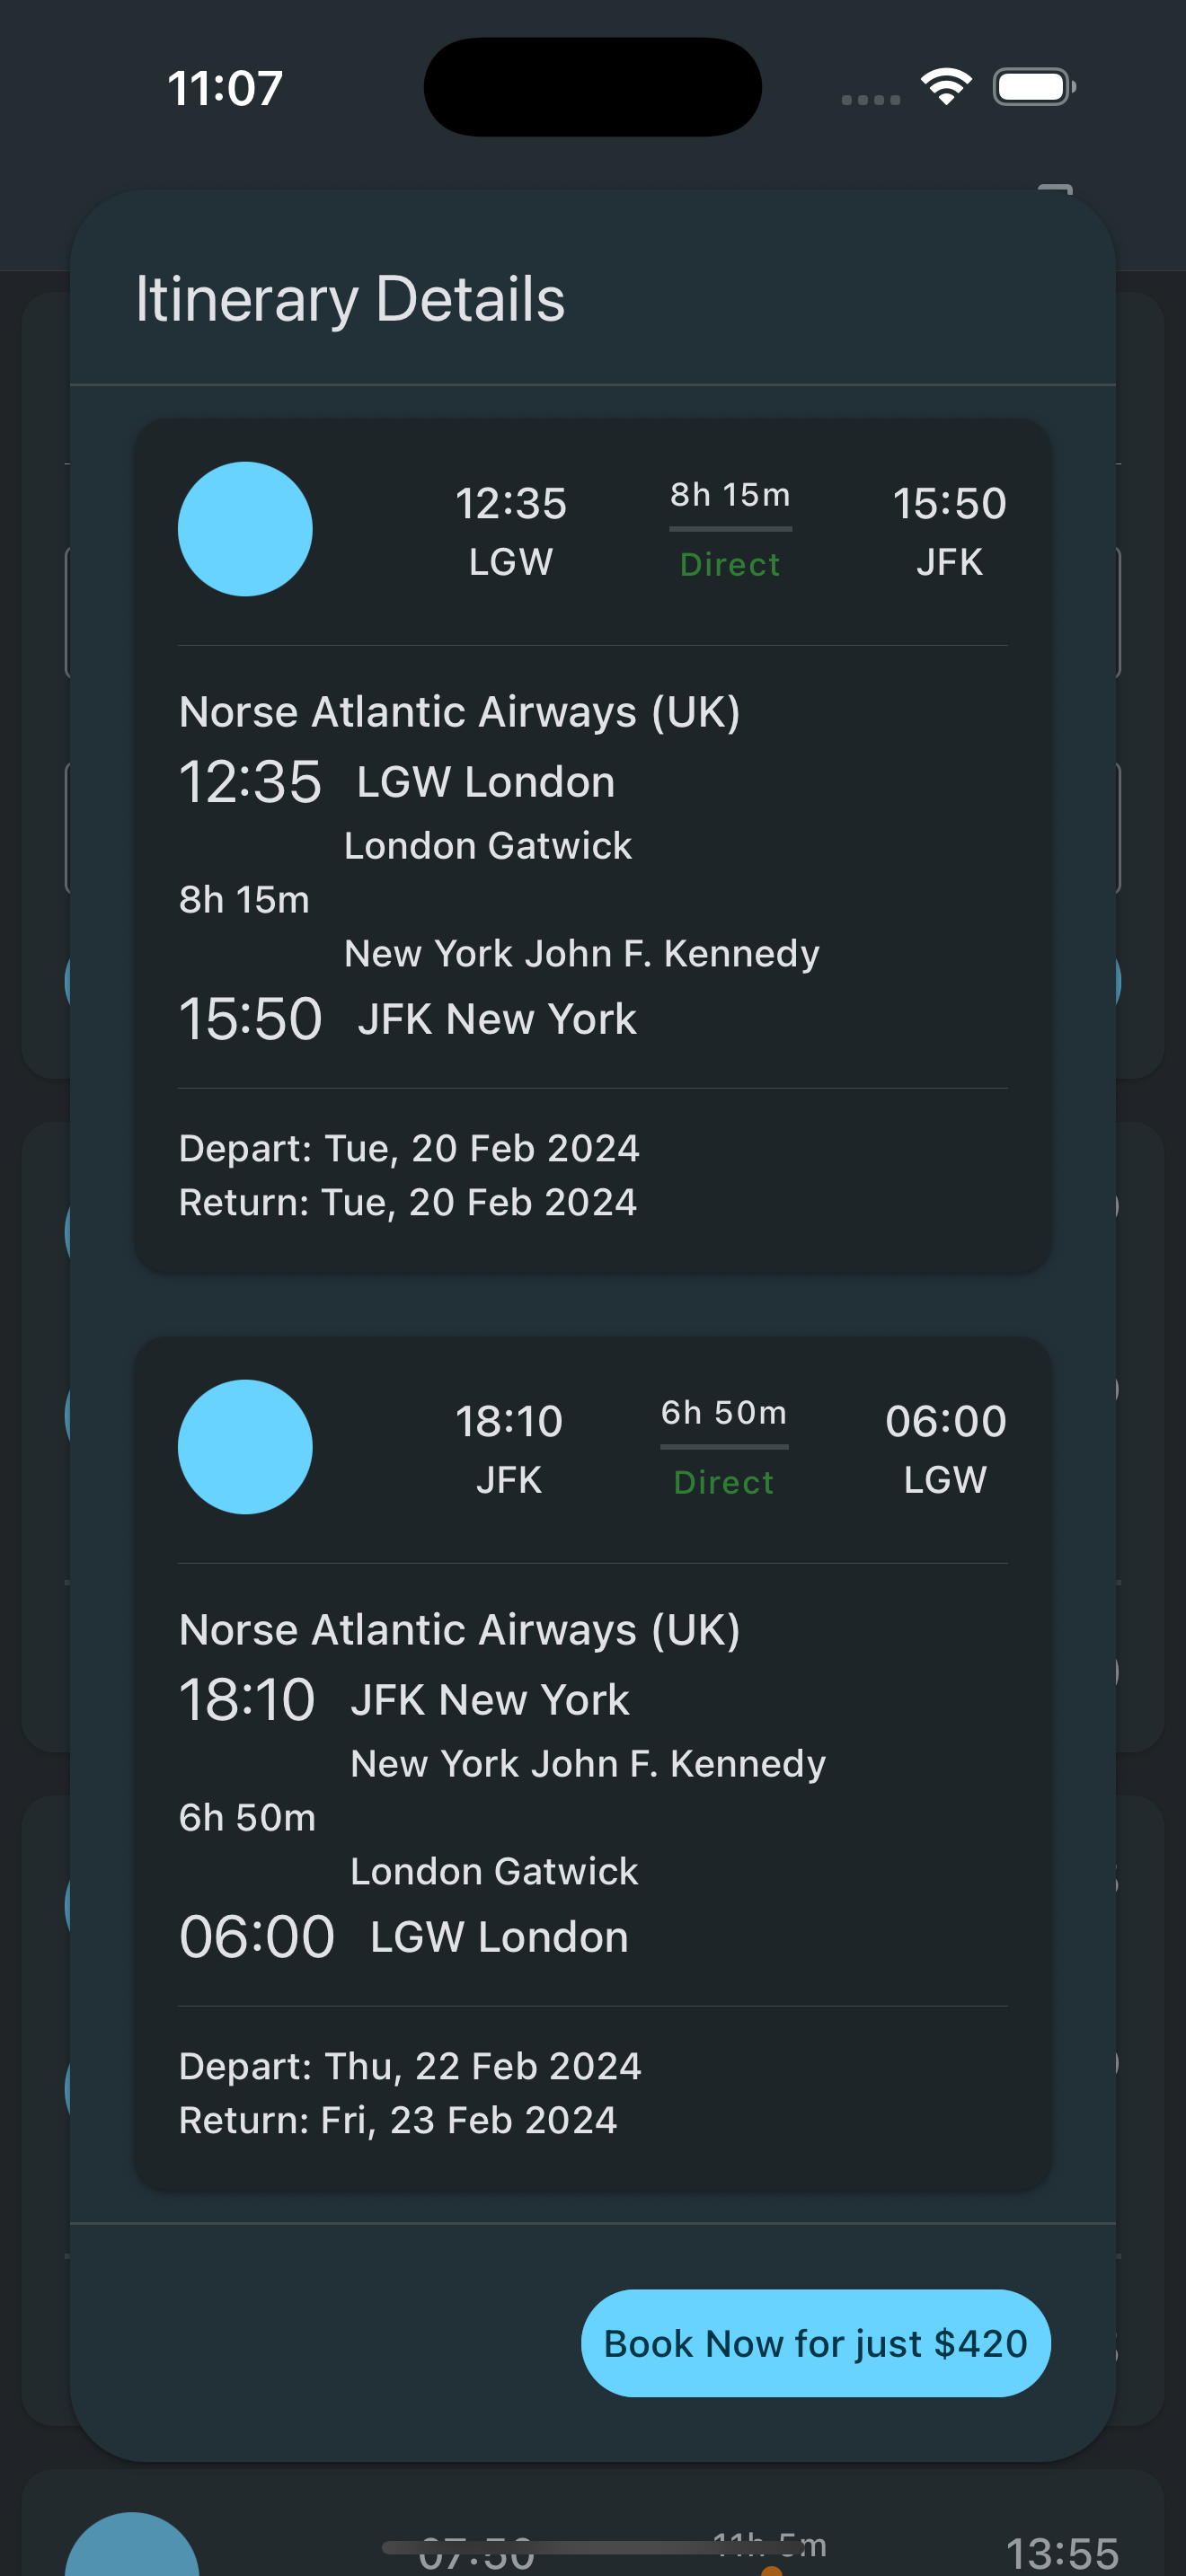 11:07
Itinerary Details
12:35 8h 15m 15:50
LGW Direct JFK
Norse Atlantic Airways (UK)
12:35 LGW London
London Gatwick
8h 15m
New York John F. Kennedy
15:50 JFK New York
Depart: Tue, 20 Feb 2024
Return: Tue, 20 Feb 2024
18:10 6h 50m 06:00
JFK Direct LGW
Norse Atlantic Airways (UK)
18:10 JFK New York
New York John F. Kennedy
6h 50m
London Gatwick
06:00 LGW London
Depart: Thu, 22 Feb 2024
Return: Fri, 23 Feb 2024
Book Now for just $420
07:50 11h 5m 13:55